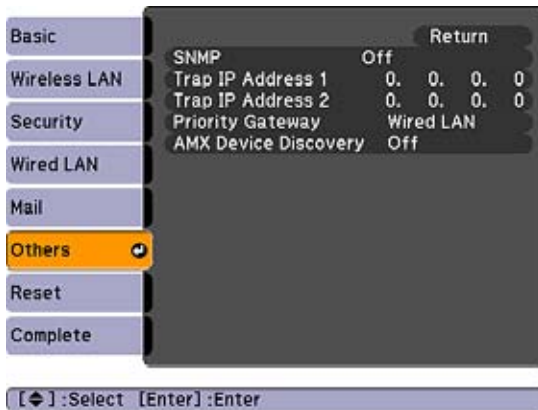 Basic
Wireless LAN
Security
Wired LAN
Mail
Others
Reset
Complete
Return
SNMP Off
Trap IP Address 1 0. 0. 0. 0
Trap IP Address 2 0. 0. 0. 0
Priority Gateway Wired LAN
AMX Device Discovery Off
[◆]:Select [Enter]:Enter